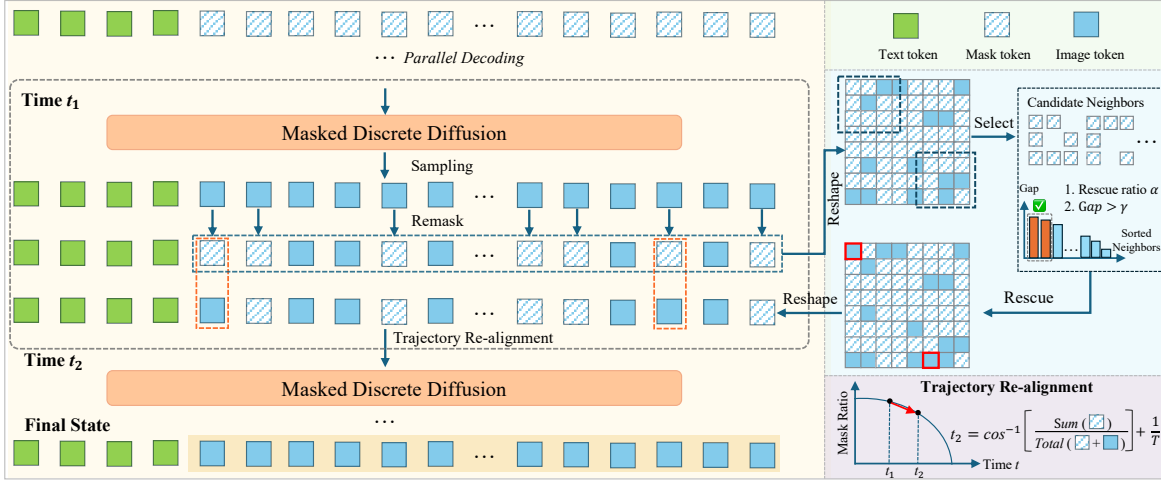 ... Parallel Decoding
Time t₁
Masked Discrete Diffusion
Sampling
...
Remask
...
...
Trajectory Re-alignment
Time t₂
Masked Discrete Diffusion
...
Final State
...
Text token
Mask token
Image token
Reshape
Select
Candidate Neighbors
...
Gap
1. Rescue ratio α
2. Gap > γ
Sorted
Neighbors
...
Rescue
Reshape
Trajectory Re-alignment
Mask Ratio
t₁
t₂
Time t
t₂ = cos⁻¹ [ Sum ( ) / Total ( + ) ] + 1/T